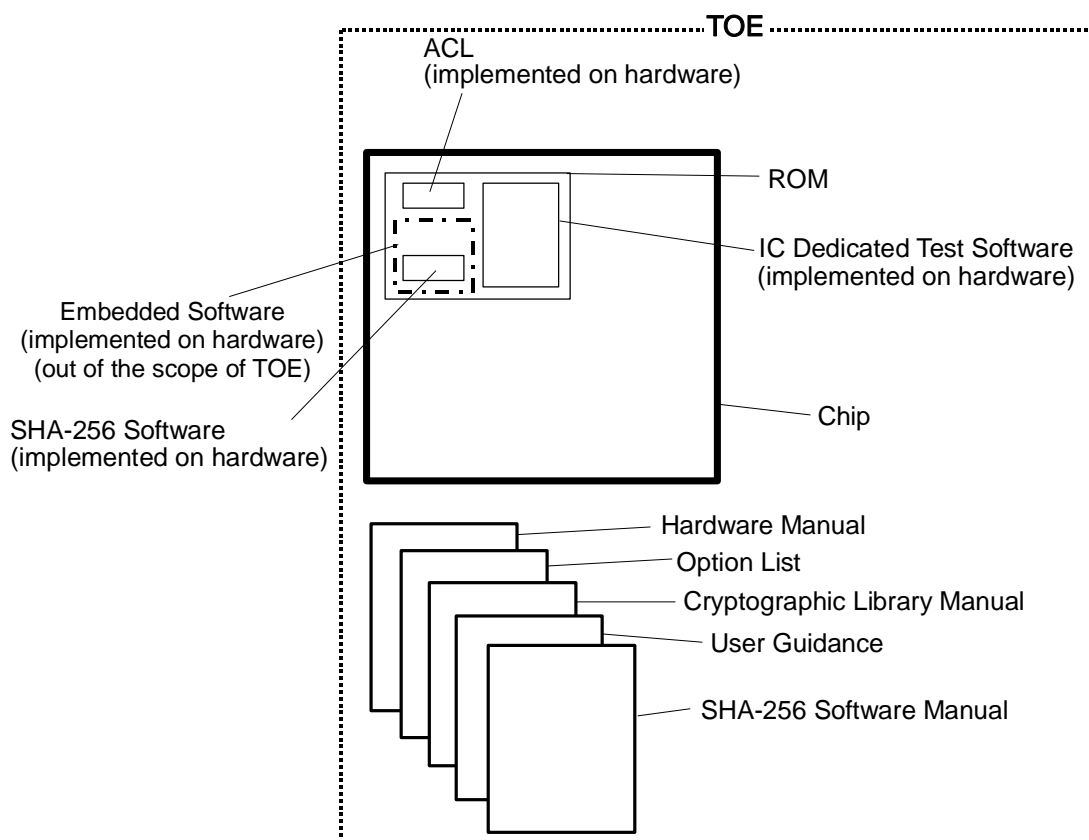 TOE
ACL
(implemented on hardware)
ROM
IC Dedicated Test Software
(implemented on hardware)
Embedded Software
(implemented on hardware)
(out of the scope of TOE)
Chip
SHA-256 Software
(implemented on hardware)
Hardware Manual
Option List
Cryptographic Library Manual
User Guidance
SHA-256 Software Manual